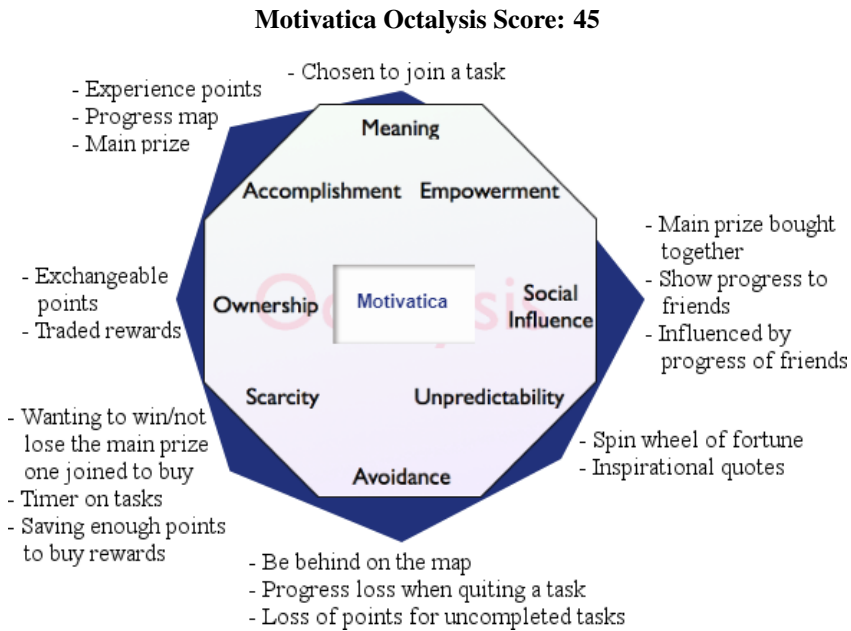 Motivatica Octalysis Score: 45
- Chosen to join a task
- Experience points
- Progress map
- Main prize
Meaning
Accomplishment
Empowerment
- Main prize bought
together
- Show progress to
friends
- Influenced by
progress of friends
- Exchangeable
points
- Traded rewards
Ownership
Octalysis
Motivatica
Social
Influence
Scarcity
Unpredictability
- Wanting to win/not
lose the main prize
one joined to buy
- Timer on tasks
- Saving enough points
to buy rewards
- Spin wheel of fortune
- Inspirational quotes
Avoidance
- Be behind on the map
- Progress loss when quiting a task
- Loss of points for uncompleted tasks